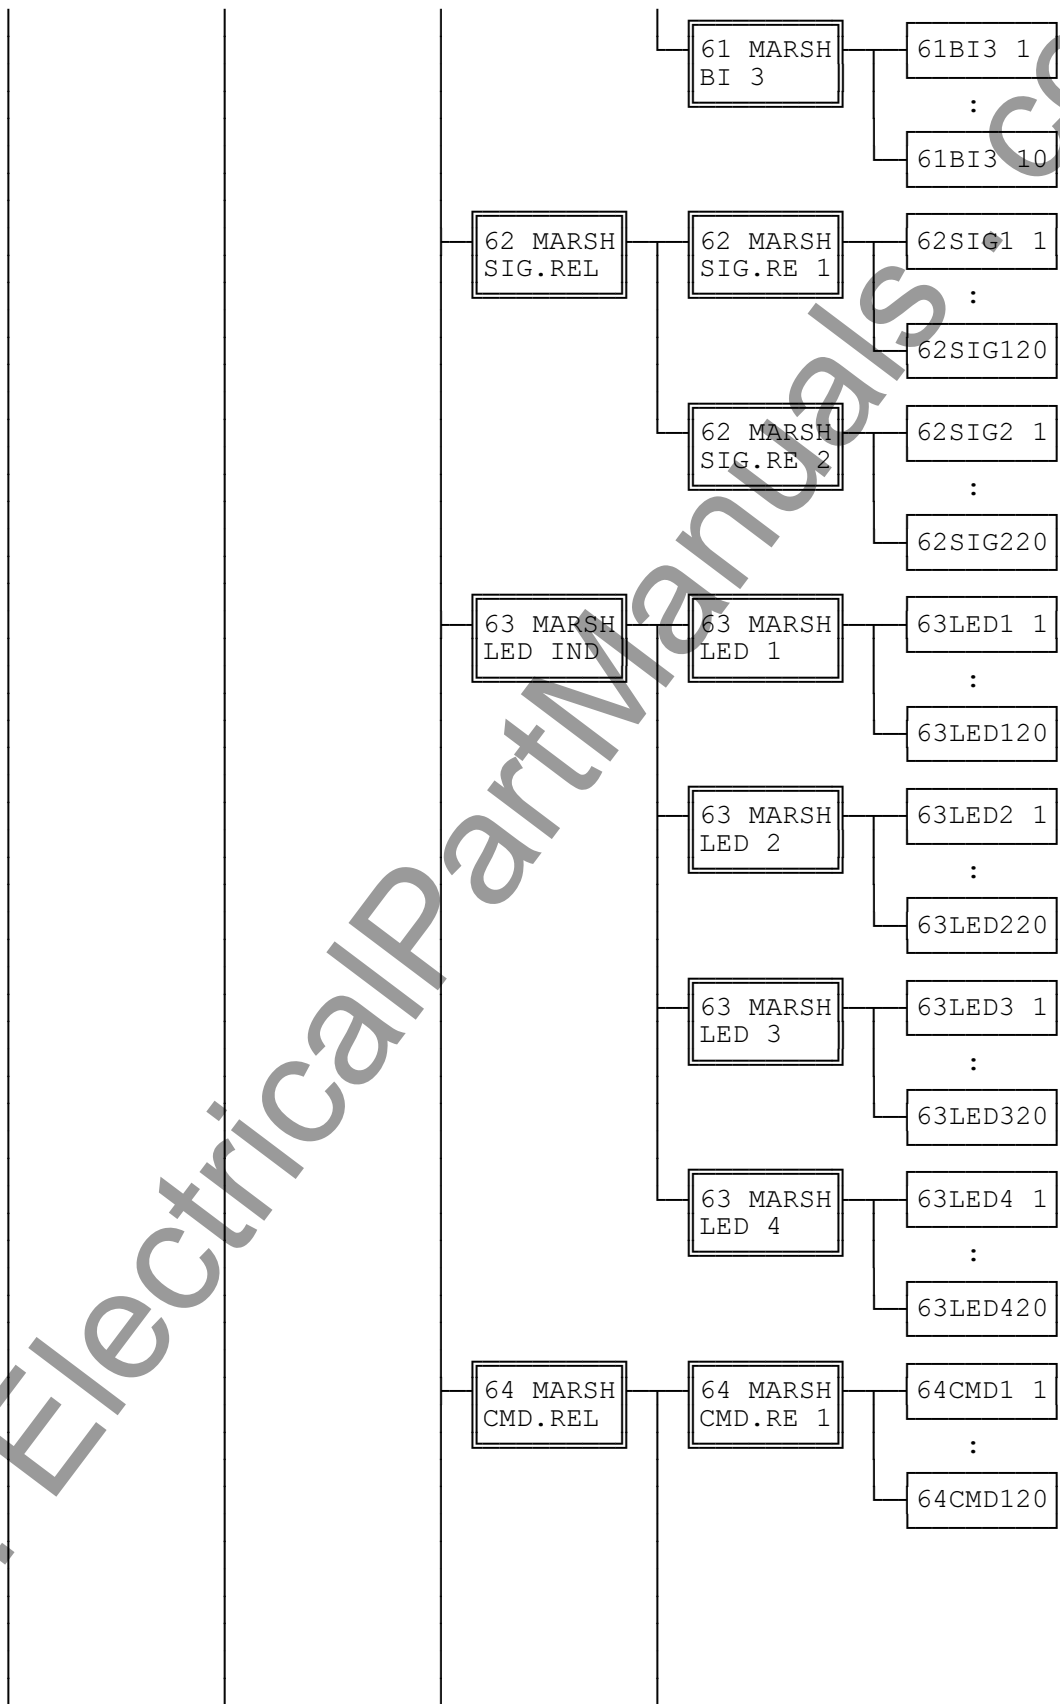 61 MARSH
BI 3
61BI3 1
:
61BI3 10
62 MARSH
SIG.REL
62 MARSH
SIG.RE 1
62SIG1 1
:
62SIG120
62 MARSH
SIG.RE 2
62SIG2 1
:
62SIG220
63 MARSH
LED IND
63 MARSH
LED 1
63LED1 1
:
63LED120
63 MARSH
LED 2
63LED2 1
:
63LED220
63 MARSH
LED 3
63LED3 1
:
63LED320
63 MARSH
LED 4
63LED4 1
:
63LED420
64 MARSH
CMD.REL
64 MARSH
CMD.RE 1
64CMD1 1
:
64CMD120
. ElectricalPartManuals . co